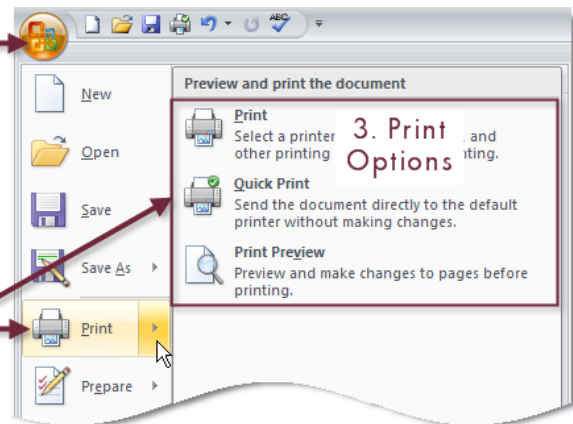 ABC
Preview and print the document
New
Open
Save
Save As
Print
Prepare
Print
Select a printer and
other printing ting.
3. Print
Options
Quick Print
Send the document directly to the default
printer without making changes.
Print Preview
Preview and make changes to pages before
printing.